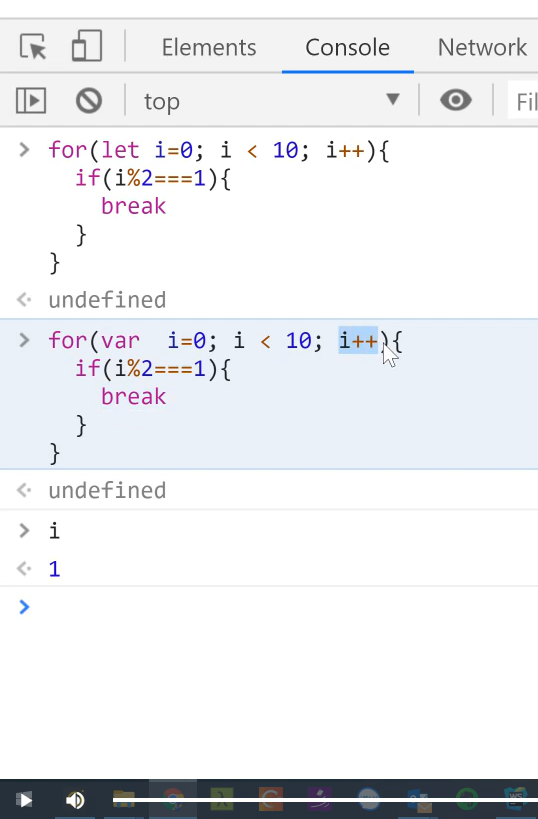 Elements Console Network
top Fil
> for(let i=0; i < 10; i++){
if(i%2===1){
break
}
}
undefined
> for(var  i=0; i < 10; i++){
if(i%2===1){
break
}
}
undefined
> i
1
>